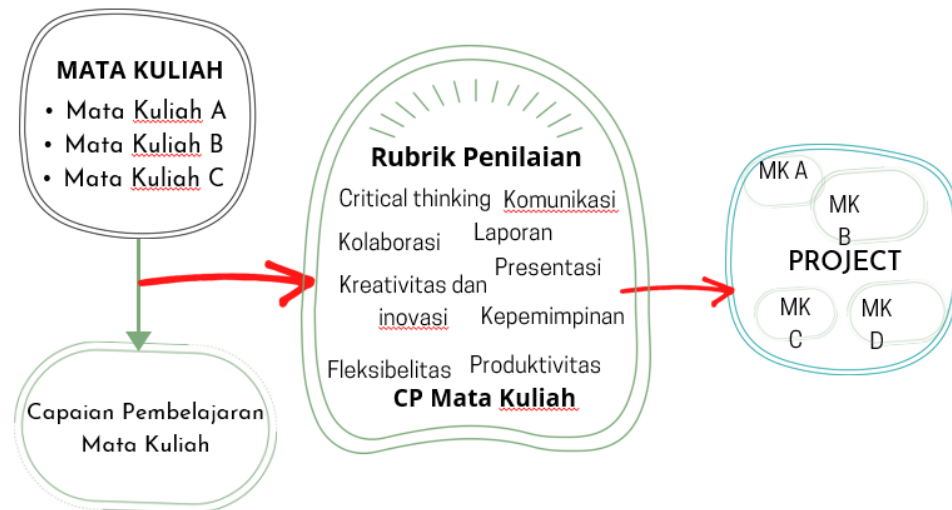 MATA KULIAH
• Mata Kuliah A
• Mata Kuliah B
• Mata Kuliah C
Capaian Pembelajaran
Mata Kuliah
Rubrik Penilaian
Critical thinking Komunikasi
Kolaborasi Laporan
Presentasi
Kreativitas dan
inovasi Kepemimpinan
Fleksibelitas Produktivitas
CP Mata Kuliah
MK A
MK
B
PROJECT
MK
C
MK
D